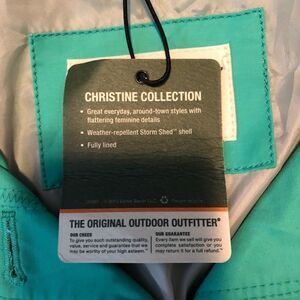 CHRISTINE COLLECTION
• Great everyday, around-town styles with
flattering feminine details
• Weather-repellent Storm Shed™ shell
• Fully lined
THE ORIGINAL OUTDOOR OUTFITTER®
OUR CREED
To give you such outstanding quality,
value, service and guarantee that we
may be worthy of your high esteem.™
OUR GUARANTEE
Every item we sell will give you
complete satisfaction or you
may return it for a full refund.™